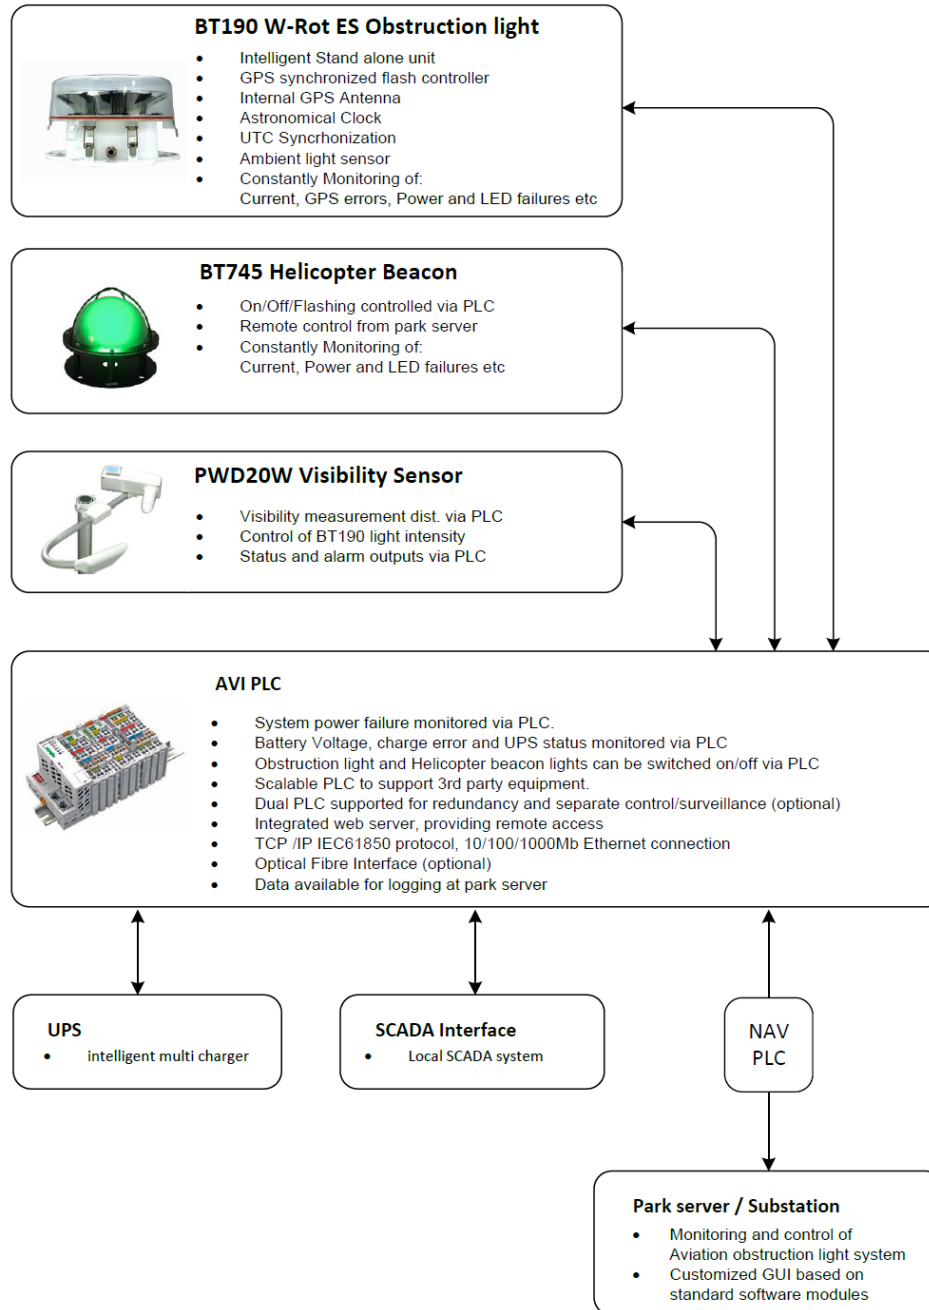 BT190 W-Rot ES Obstruction light
• Intelligent Stand alone unit
• GPS synchronized flash controller
• Internal GPS Antenna
• Astronomical Clock
• UTC Syncrhonization
• Ambient light sensor
• Constantly Monitoring of:
Current, GPS errors, Power and LED failures etc
BT745 Helicopter Beacon
• On/Off/Flashing controlled via PLC
• Remote control from park server
• Constantly Monitoring of:
Current, Power and LED failures etc
PWD20W Visibility Sensor
• Visibility measurement dist. via PLC
• Control of BT190 light intensity
• Status and alarm outputs via PLC
AVI PLC
• System power failure monitored via PLC.
• Battery Voltage, charge error and UPS status monitored via PLC
• Obstruction light and Helicopter beacon lights can be switched on/off via PLC
• Scalable PLC to support 3rd party equipment.
• Dual PLC supported for redundancy and separate control/surveillance (optional)
• Integrated web server, providing remote access
• TCP /IP IEC61850 protocol, 10/100/1000Mb Ethernet connection
• Optical Fibre Interface (optional)
• Data available for logging at park server
UPS
• intelligent multi charger
SCADA Interface
• Local SCADA system
NAV
PLC
Park server / Substation
• Monitoring and control of
Aviation obstruction light system
• Customized GUI based on
standard software modules